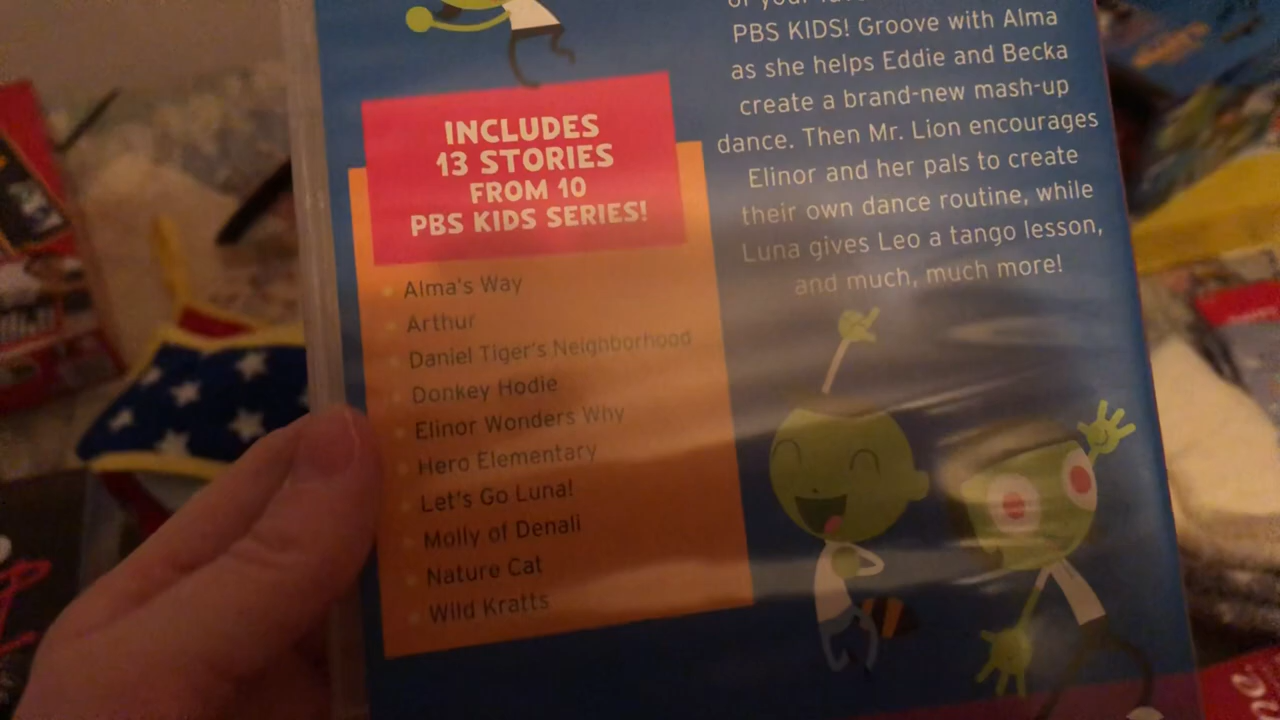 PBS KIDS! Groove with Alma
as she helps Eddie and Becka
create a brand-new mash-up
dance. Then Mr. Lion encourages
Elinor and her pals to create
their own dance routine, while
Luna gives Leo a tango lesson,
and much, much more!
INCLUDES
13 STORIES
FROM 10
PBS KIDS SERIES!
Alma's Way
Arthur
Daniel Tiger's Neighborhood
Donkey Hodie
Elinor Wonders Why
Hero Elementary
Let's Go Luna!
Molly of Denali
Nature Cat
Wild Kratts